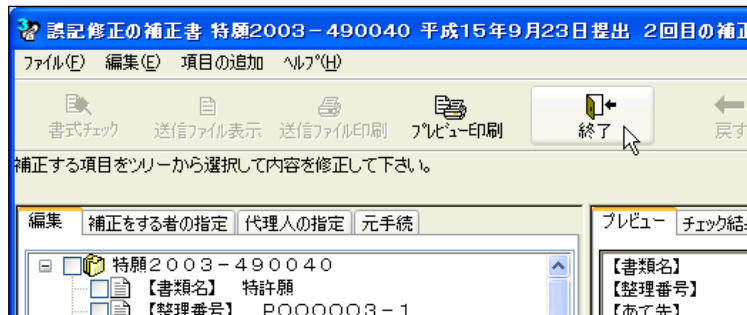 誤記修正の補正書 特願2003－490040 平成15年9月23日提出 2回目の補正
ファイル(F) 編集(E) 項目の追加 ヘルプ(H)
書式チェック 送信ファイル表示 送信ファイル印刷 プレビュー印刷 終了 戻す
補正する項目をツリーから選択して内容を修正して下さい。
編集 補正をする者の指定 代理人の指定 元手続 プレビュー チェック結
特願2003－490040 【書類名】
【書類名】 特許願 【整理番号】
【整理番号】 P000003－1 【あて先】